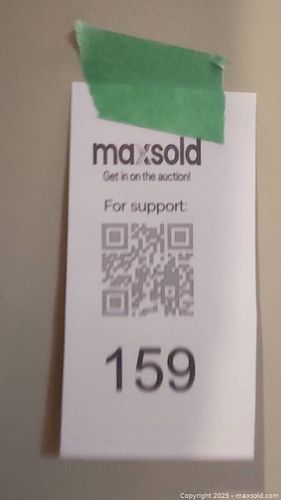 maxsold
Get in on the auction!
For support:
159
Copyright 2025 - maxsold.com